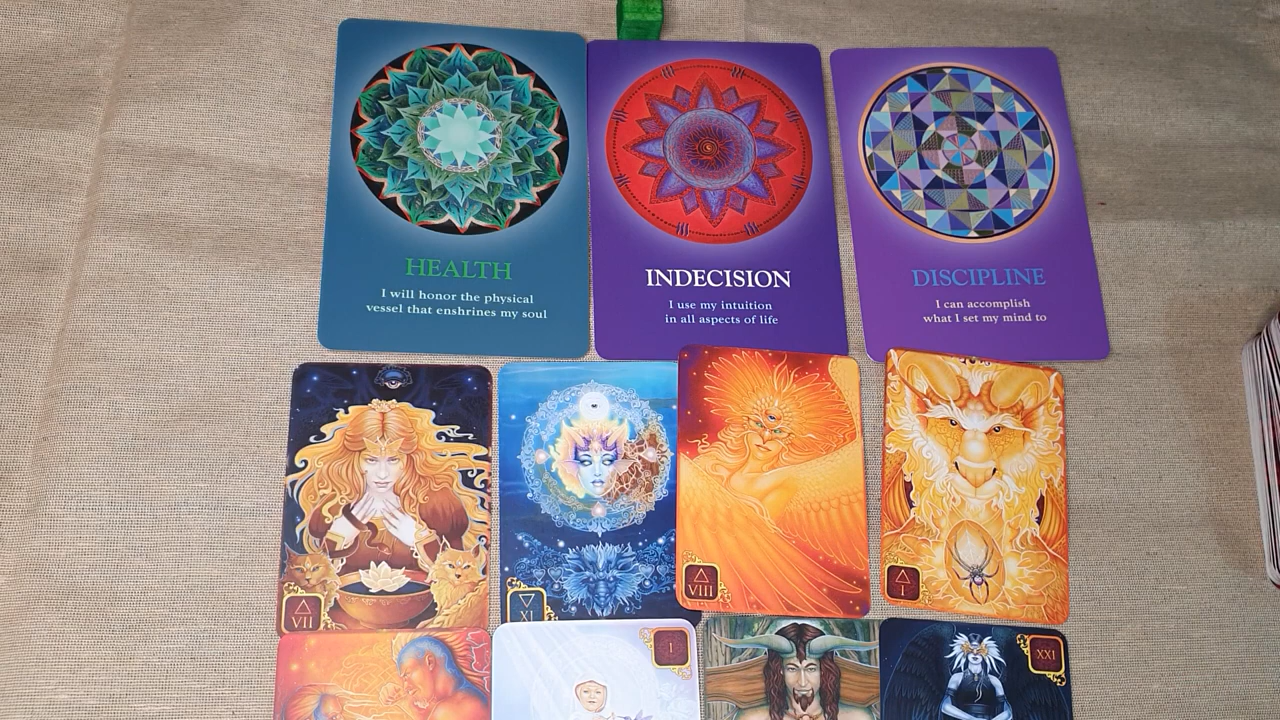 HEALTH
I will honor the physical
vessel that enshrines my soul
INDECISION
I use my intuition
in all aspects of life
DISCIPLINE
I can accomplish
what I set my mind to
VII
XI
VIII
I
I
XXI